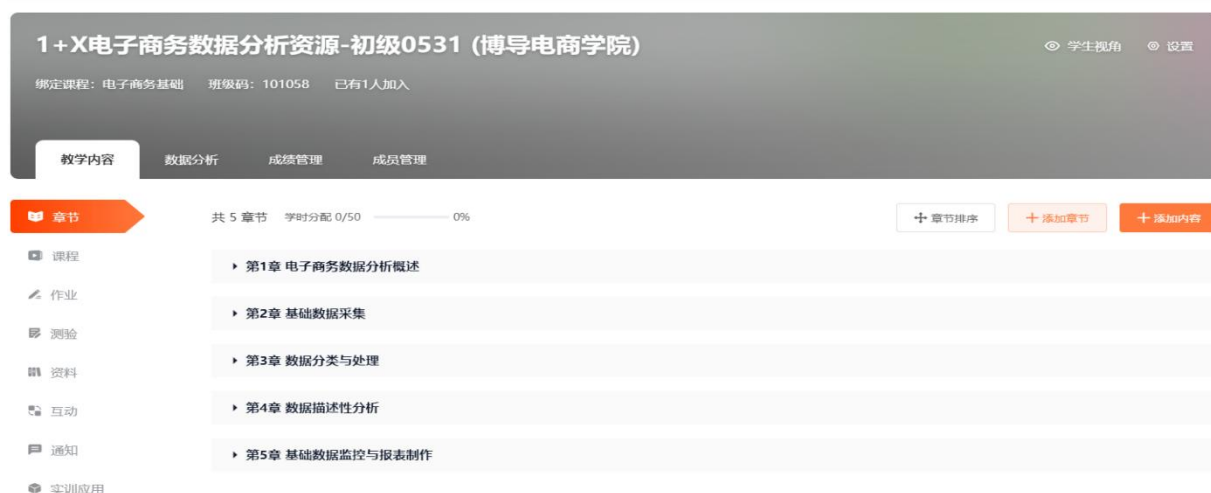 1+X电子商务数据分析资源-初级0531 (博导电商学院)
学生视角 设置
绑定课程：电子商务基础 班级码：101058 已有1人加入
教学内容 数据分析 成绩管理 成员管理
章节
共 5 章节 学时分配 0/50 0%
章节排序 十添加章节 十添加内容
课程
第1章 电子商务数据分析概述
作业
第2章 基础数据采集
测验
第3章 数据分类与处理
资料
互动
第4章 数据描述性分析
通知
第5章 基础数据监控与报表制作
实训应用